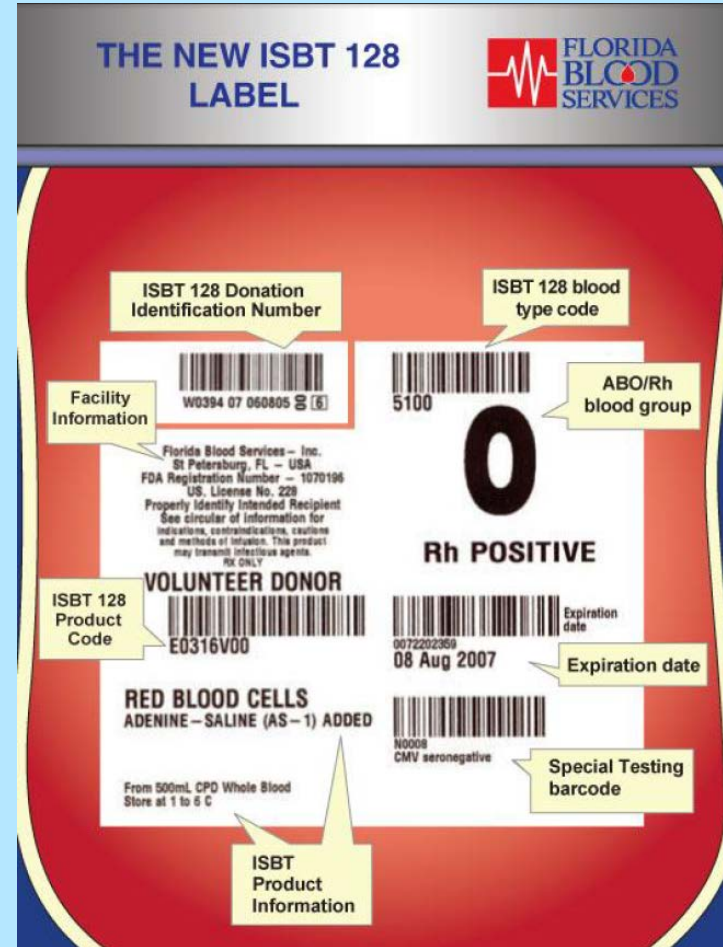 THE NEW ISBT 128
LABEL
FLORIDA
BLOOD
SERVICES
ISBT 128 Donation
Identification Number
ISBT 128 blood
type code
W0394 07 060805 00 6
5100
Facility
Information
ABO/Rh
blood group
Florida Blood Services – Inc.
St Petersburg, FL – USA
FDA Registration Number – 1070196
US. License No. 228
Properly Identify Intended Recipient
See circular of information for
indications, contraindications, cautions
and methods of infusion. This product
may transmit infectious agents.
RX ONLY
VOLUNTEER DONOR
O
Rh POSITIVE
ISBT 128
Product
Code
E0316V00
Expiration
date
0072202359
08 Aug 2007
Expiration date
RED BLOOD CELLS
ADENINE – SALINE (AS – 1) ADDED
N0008
CMV seronegative
Special Testing
barcode
From 500mL CPD Whole Blood
Store at 1 to 6 C
ISBT
Product
Information